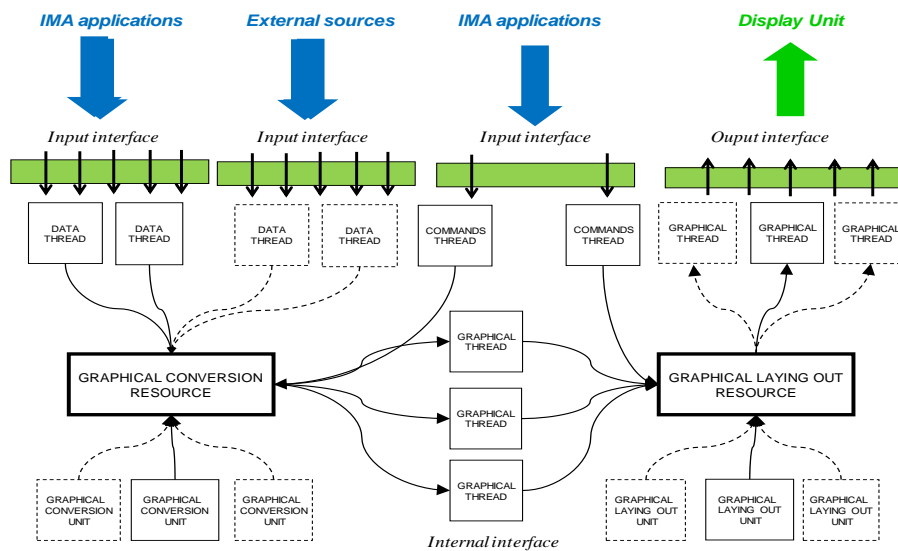 IMA applications
External sources
IMA applications
Display Unit
Input interface
Input interface
Input interface
Ouput interface
DATA
THREAD
DATA
THREAD
DATA
THREAD
DATA
THREAD
COMMANDS
THREAD
COMMANDS
THREAD
GRAPHICAL
THREAD
GRAPHICAL
THREAD
GRAPHICAL
THREAD
GRAPHICAL CONVERSION
RESOURCE
GRAPHICAL
THREAD
GRAPHICAL
THREAD
GRAPHICAL
THREAD
GRAPHICAL LAYING OUT
RESOURCE
GRAPHICAL
CONVERSION
UNIT
GRAPHICAL
CONVERSION
UNIT
GRAPHICAL
CONVERSION
UNIT
GRAPHICAL
LAYING OUT
UNIT
GRAPHICAL
LAYING OUT
UNIT
GRAPHICAL
LAYING OUT
UNIT
Internal interface